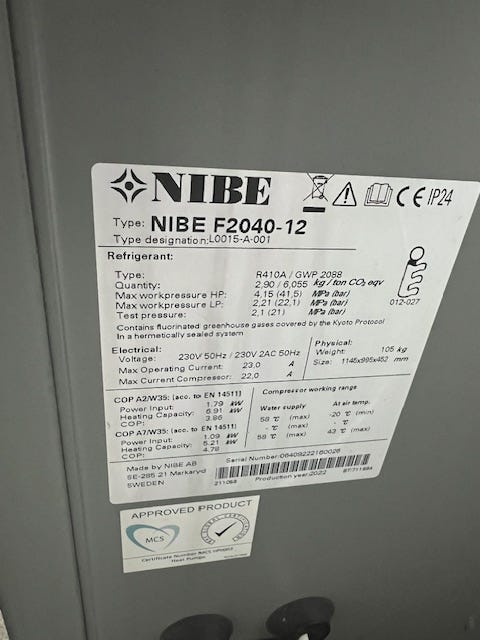 NIBE
CE IP24
Type: NIBE F2040-12
Type designation: L0015-A-001
Refrigerant:
Type: R410A / GWP 2088
Quantity: 2,90 / 6,055 kg / ton CO₂ eqv
Max workpressure HP: 4,15 (41,5) MPa (bar)
Max workpressure LP: 2,21 (22,1) MPa (bar)
Test pressure: 2,1 (21) MPa (bar)
012-027
Contains fluorinated greenhouse gases covered by the Kyoto Protocol
In a hermetically sealed system
Electrical:
Voltage: 230V 50Hz / 230V 2AC 50Hz
Max Operating Current: 23,0 A
Max Current Compressor: 22,0 A
Physical:
Weight: 105 kg
Size: 1145x995x452 mm
COP A2/W35: (acc. to EN 14511)
Power Input: 1.79 kW
Heating Capacity: 6.91 kW
COP: 3.86
COP A7/W35: (acc. to EN 14511)
Power Input: 1.09 kW
Heating Capacity: 5.21 kW
COP: 4.78
Compressor working range
Water supply At air temp.
58 °C (max) -20 °C (min)
- °C - °C
58 °C (max) 43 °C (max)
Made by NIBE AB
SE-285 21 Markaryd
SWEDEN
Serial Number:06409222160026
211068
Production year:2022
APPROVED PRODUCT
MCS
Certificate Number MCS
Heat Pumps